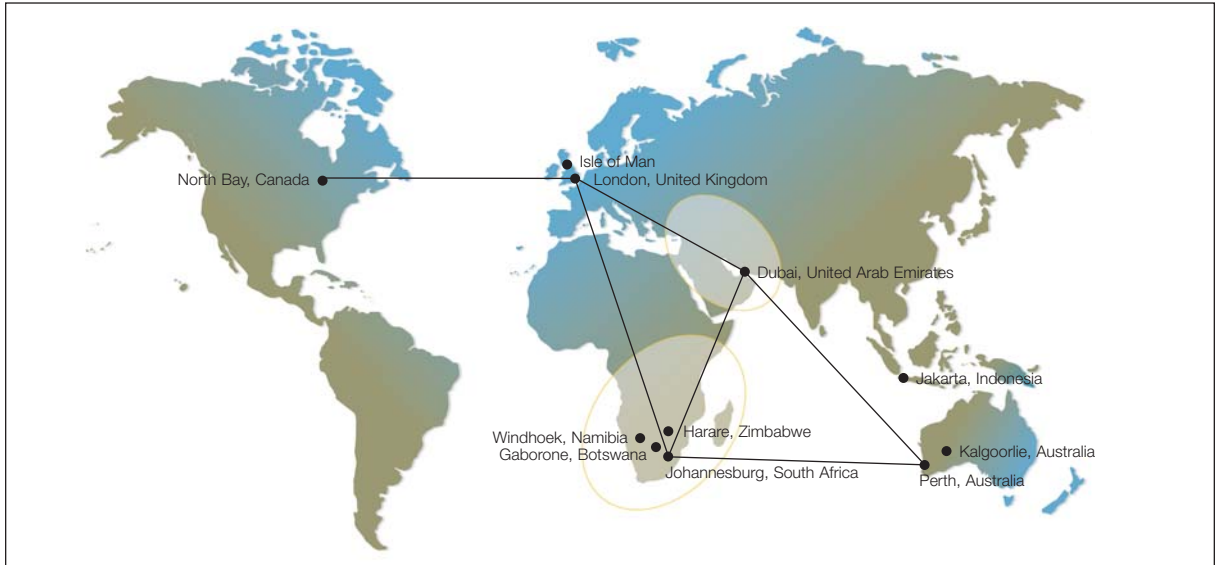 Isle of Man
North Bay, Canada
London, United Kingdom
Dubai, United Arab Emirates
Jakarta, Indonesia
Harare, Zimbabwe
Windhoek, Namibia
Gaborone, Botswana
Kalgoorlie, Australia
Johannesburg, South Africa
Perth, Australia